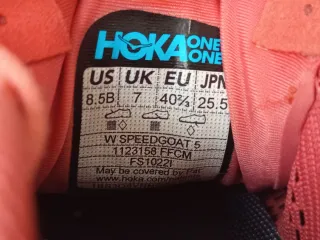 HOKA ONE ONE
US UK EU JPN
8.5B 7 40⅔ 25.5
W SPEEDGOAT 5
1123158 FFCM
FS1022I
May be covered by
www.hoka.com